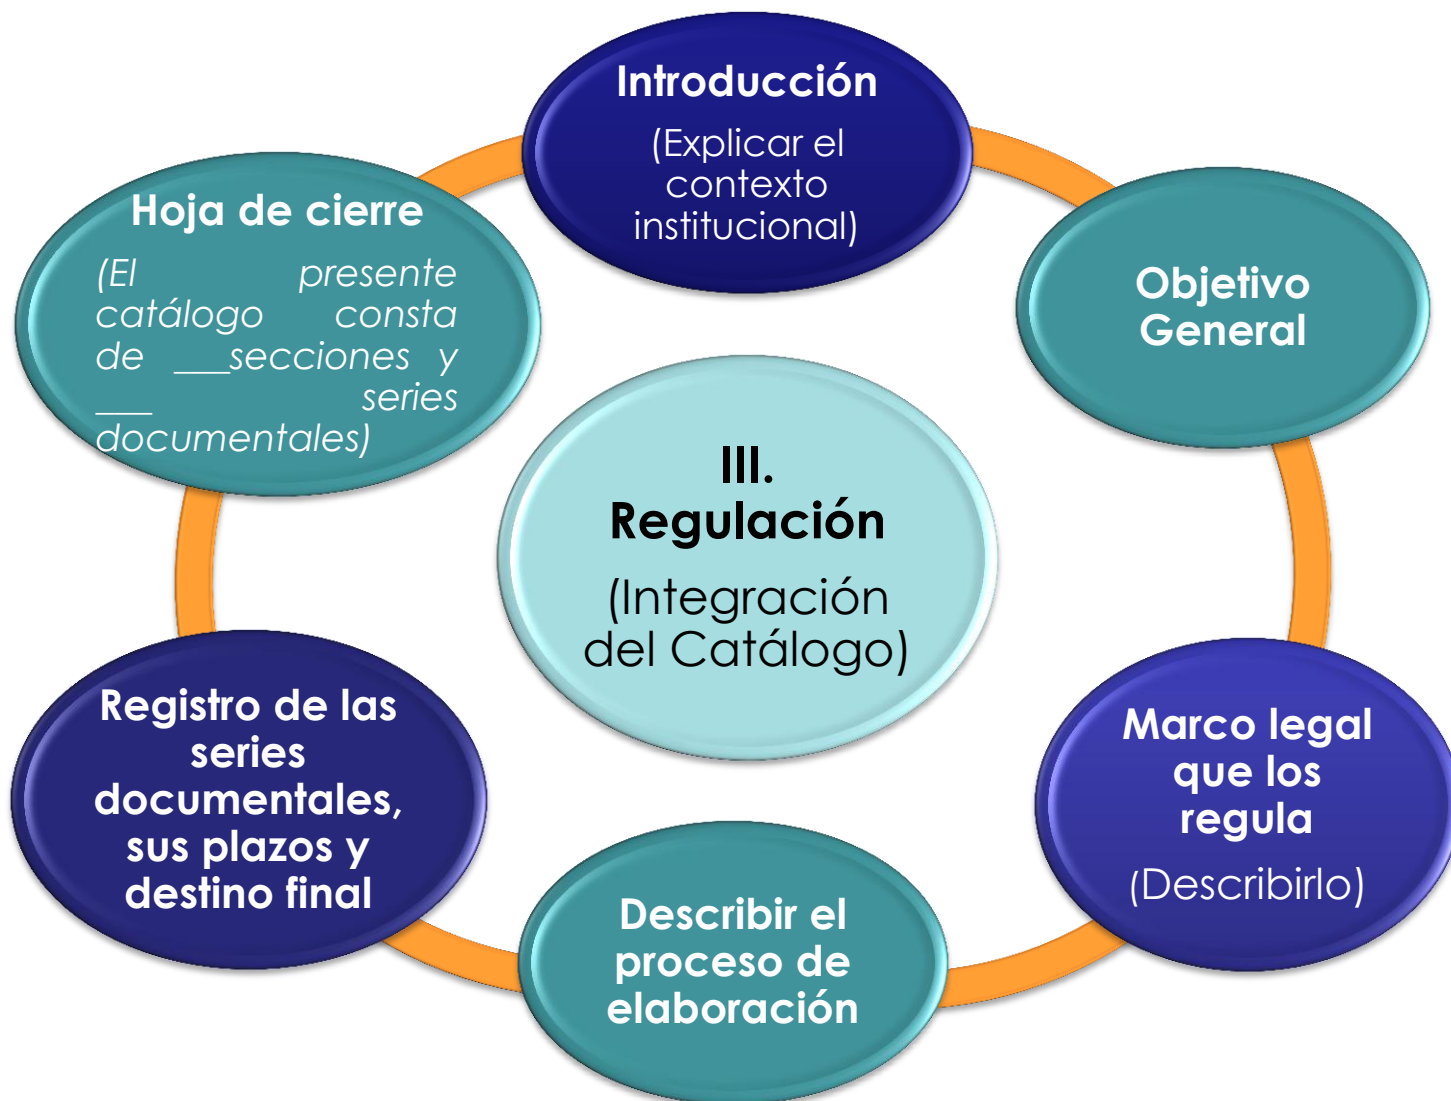 Introducción
(Explicar el
contexto
institucional)
Objetivo
General
Marco legal
que los
regula
(Describirlo)
Describir el
proceso de
elaboración
Registro de las
series
documentales,
sus plazos y
destino final
Hoja de cierre
(El presente
catálogo consta
de ___secciones y
___ series
documentales)
III.
Regulación
(Integración
del Catálogo)